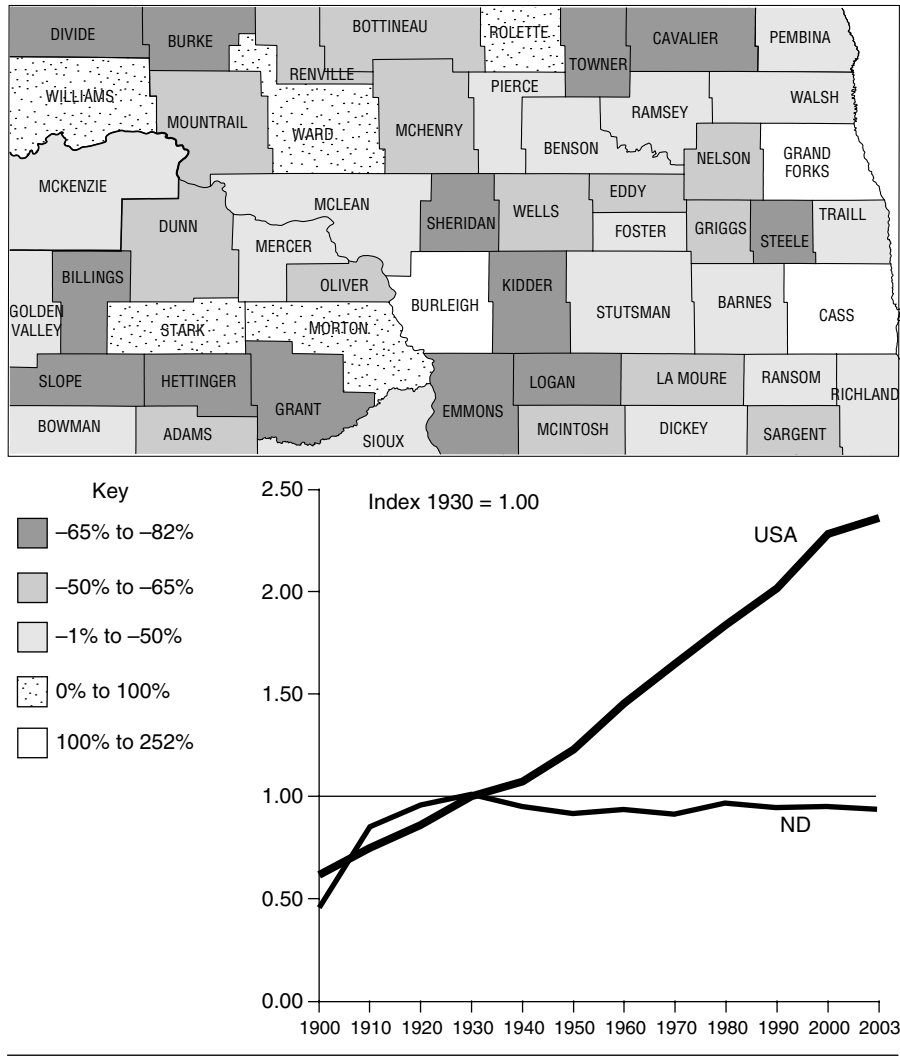 DIVIDE
BURKE
BOTTINEAU
ROLETTE
CAVALIER
PEMBINA
TOWNER
RENVILLE
PIERCE
WILLIAMS
WALSH
RAMSEY
MOUNTRAIL
WARD
MCHENRY
BENSON
NELSON
GRAND
FORKS
MCKENZIE
EDDY
MCLEAN
SHERIDAN
WELLS
TRAILL
DUNN
FOSTER
GRIGGS
STEELE
MERCER
BILLINGS
OLIVER
KIDDER
BURLEIGH
BARNES
GOLDEN
VALLEY
STUTSMAN
CASS
STARK
MORTON
SLOPE
HETTINGER
LOGAN
LA MOURE
RANSOM
RICHLAND
GRANT
EMMONS
BOWMAN
ADAMS
SIOUX
MCINTOSH
DICKEY
SARGENT
Key
–65% to –82%
–50% to –65%
–1% to –50%
0% to 100%
100% to 252%
Index 1930 = 1.00
USA
ND
2.50
2.00
1.50
1.00
0.50
0.00
1900 1910 1920 1930 1940 1950 1960 1970 1980 1990 2000 2003